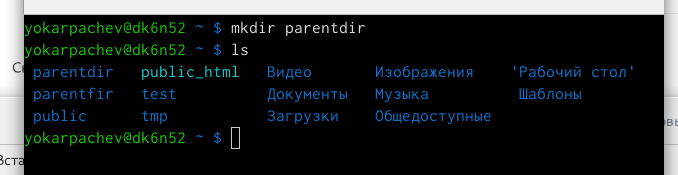 yokarpachev@dk6n52 ~ $ mkdir parentdir
yokarpachev@dk6n52 ~ $ ls
parentdir public_html Видео Изображения 'Рабочий стол'
parentfir test Документы Музыка Шаблоны
public tmp Загрузки Общедоступные
yokarpachev@dk6n52 ~ $